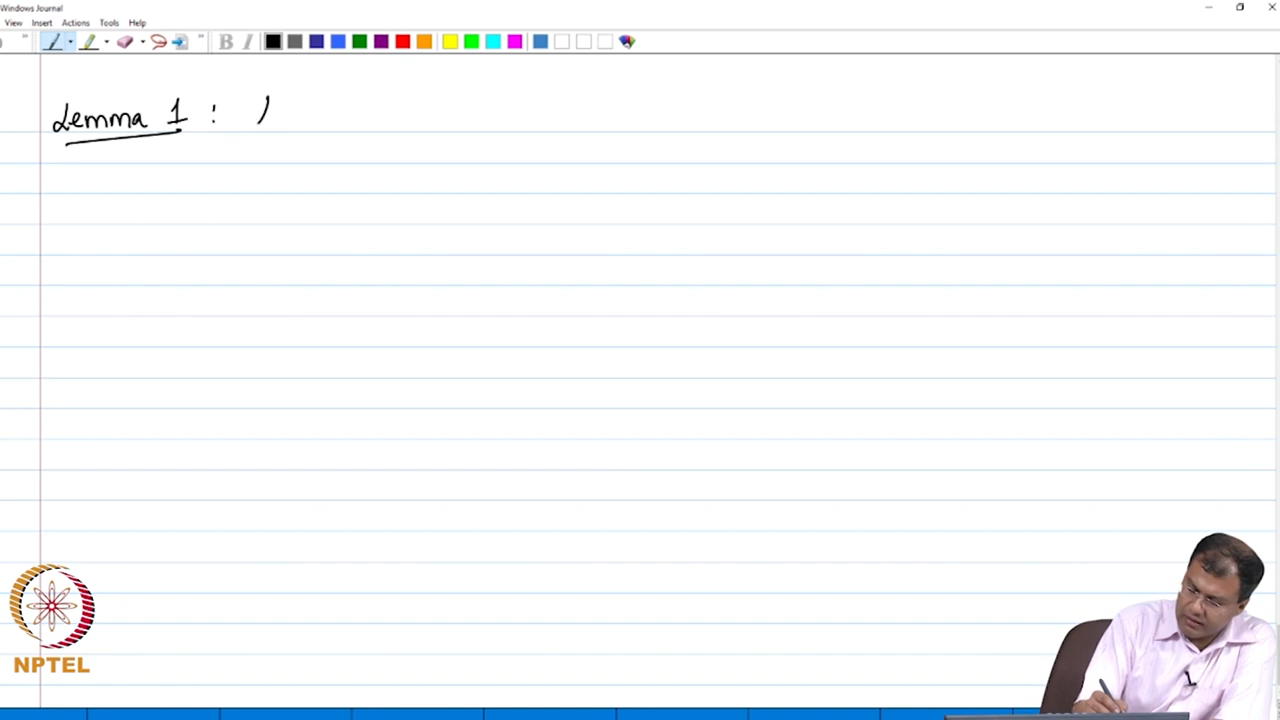 Windows Journal
View Insert Actions Tools Help
B I
Lemma 1 :
NPTEL